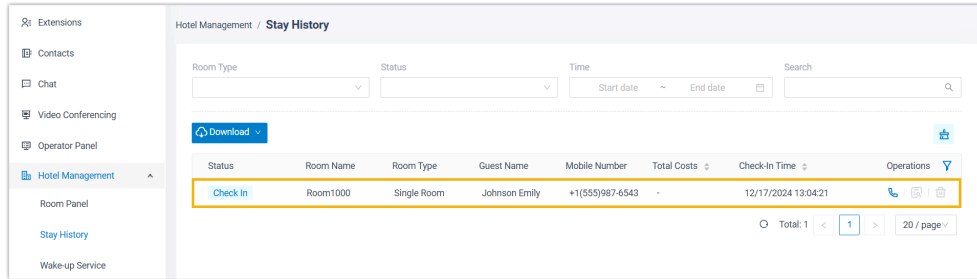 Extensions
Contacts
Chat
Video Conferencing
Operator Panel
Hotel Management
Room Panel
Stay History
Wake-up Service
Hotel Management / Stay History
Room Type Status Time Search
Start date ~ End date
Download
Status Room Name Room Type Guest Name Mobile Number Total Costs Check-In Time Operations
Check In Room1000 Single Room Johnson Emily +1(555)987-6543 - 12/17/2024 13:04:21
Total: 1 < 1 > 20 / page